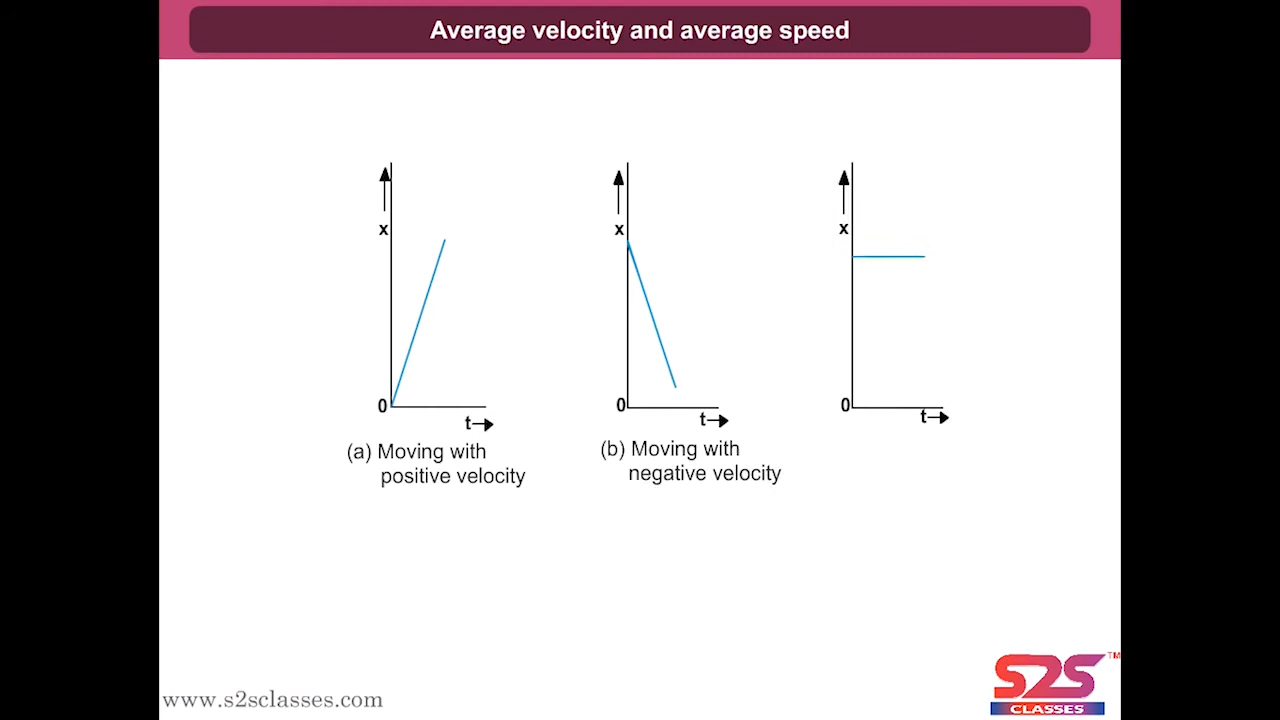 Average velocity and average speed
x
0
t
(a) Moving with
positive velocity
x
0
t
(b) Moving with
negative velocity
x
0
t
www.s2sclasses.com
S2S TM
CLASSES